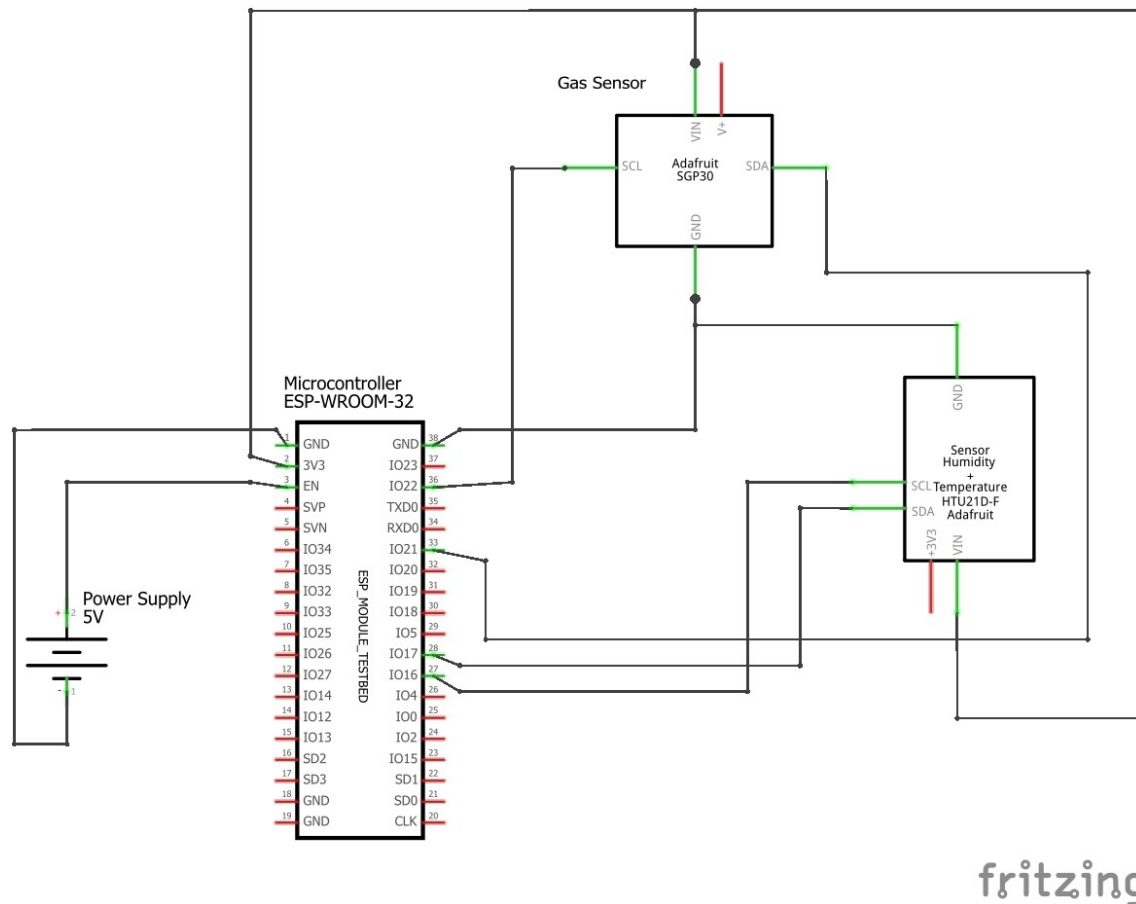 Gas Sensor
VIN
V+
SCL
Adafruit
SGP30
SDA
GND
GND
Microcontroller
ESP-WROOM-32
1 GND
2 3V3
3 EN
4 SVP
5 SVN
6 IO34
7 IO35
8 IO32
9 IO33
10 IO25
11 IO26
12 IO27
13 IO14
14 IO12
15 IO13
16 SD2
17 SD3
18 GND
19 GND
ESP_MODULE_TESTBED
GND 38
IO23 37
IO22 36
TXD0 35
RXD0 34
IO21 33
IO20 32
IO19 31
IO18 30
IO5 29
IO17 28
IO16 27
IO4 26
IO0 25
IO2 24
IO15 23
SD1 22
SD0 21
CLK 20
Sensor
Humidity
+
Temperature
HTU21D-F
Adafruit
SCL
SDA
+3V3
VIN
Power Supply
5V
+ 2
- 1
fritzing